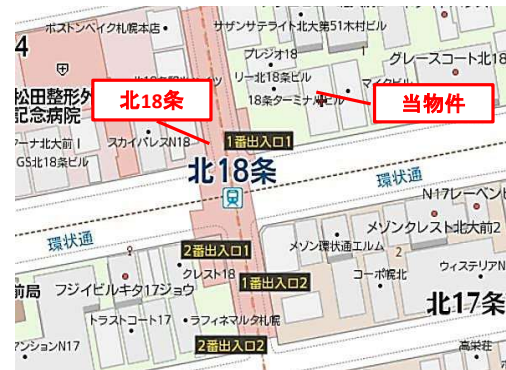 ボストンベイク札幌本店
サザンサテライト北大第51木村ビル
4
プレジオ18
グレースコート北18
リー北18条ビル
松田整形外
記念病院
北18条
18条ターミナルビル
当物件
アーナ北大前Ⅰ
スカイパレスN18
1番出入口1
GS北18条ビル
北18条
環状通
N17レーベンビ
メゾンクレスト北大前2
環状通
2番出入口1
メゾン環状通エルム
2
クレスト18
コーポ幌北
ウィステリアN
前局
フジイビルキタ17ジョウ
1番出入口2
北17条
トラストコート17
ラフィネマルタ札幌
アンションN17
2番出入口2
高栄荘